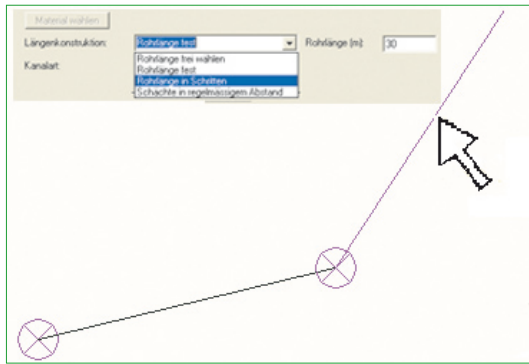 Material wählen
Längenkonstruktion: Rohrlänge fest Rohrlänge [m]: 30
Kanalart: Rohrlänge frei wählen
Rohrlänge fest
Rohrlänge in Schritten
Schächte in regelmässigem Abstand